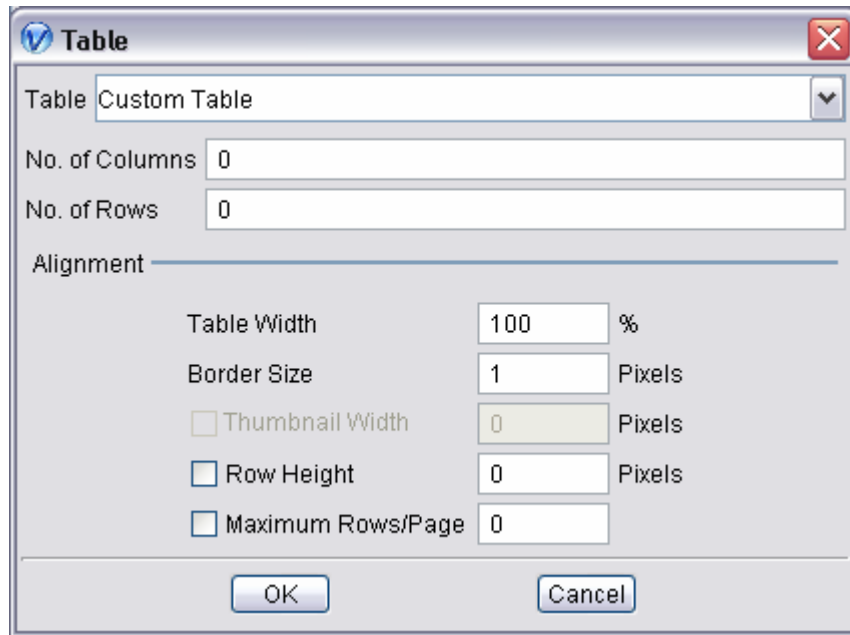 Table
Table Custom Table
No. of Columns 0
No. of Rows 0
Alignment
Table Width 100 %
Border Size 1 Pixels
Thumbnail Width 0 Pixels
Row Height 0 Pixels
Maximum Rows/Page 0
OK Cancel